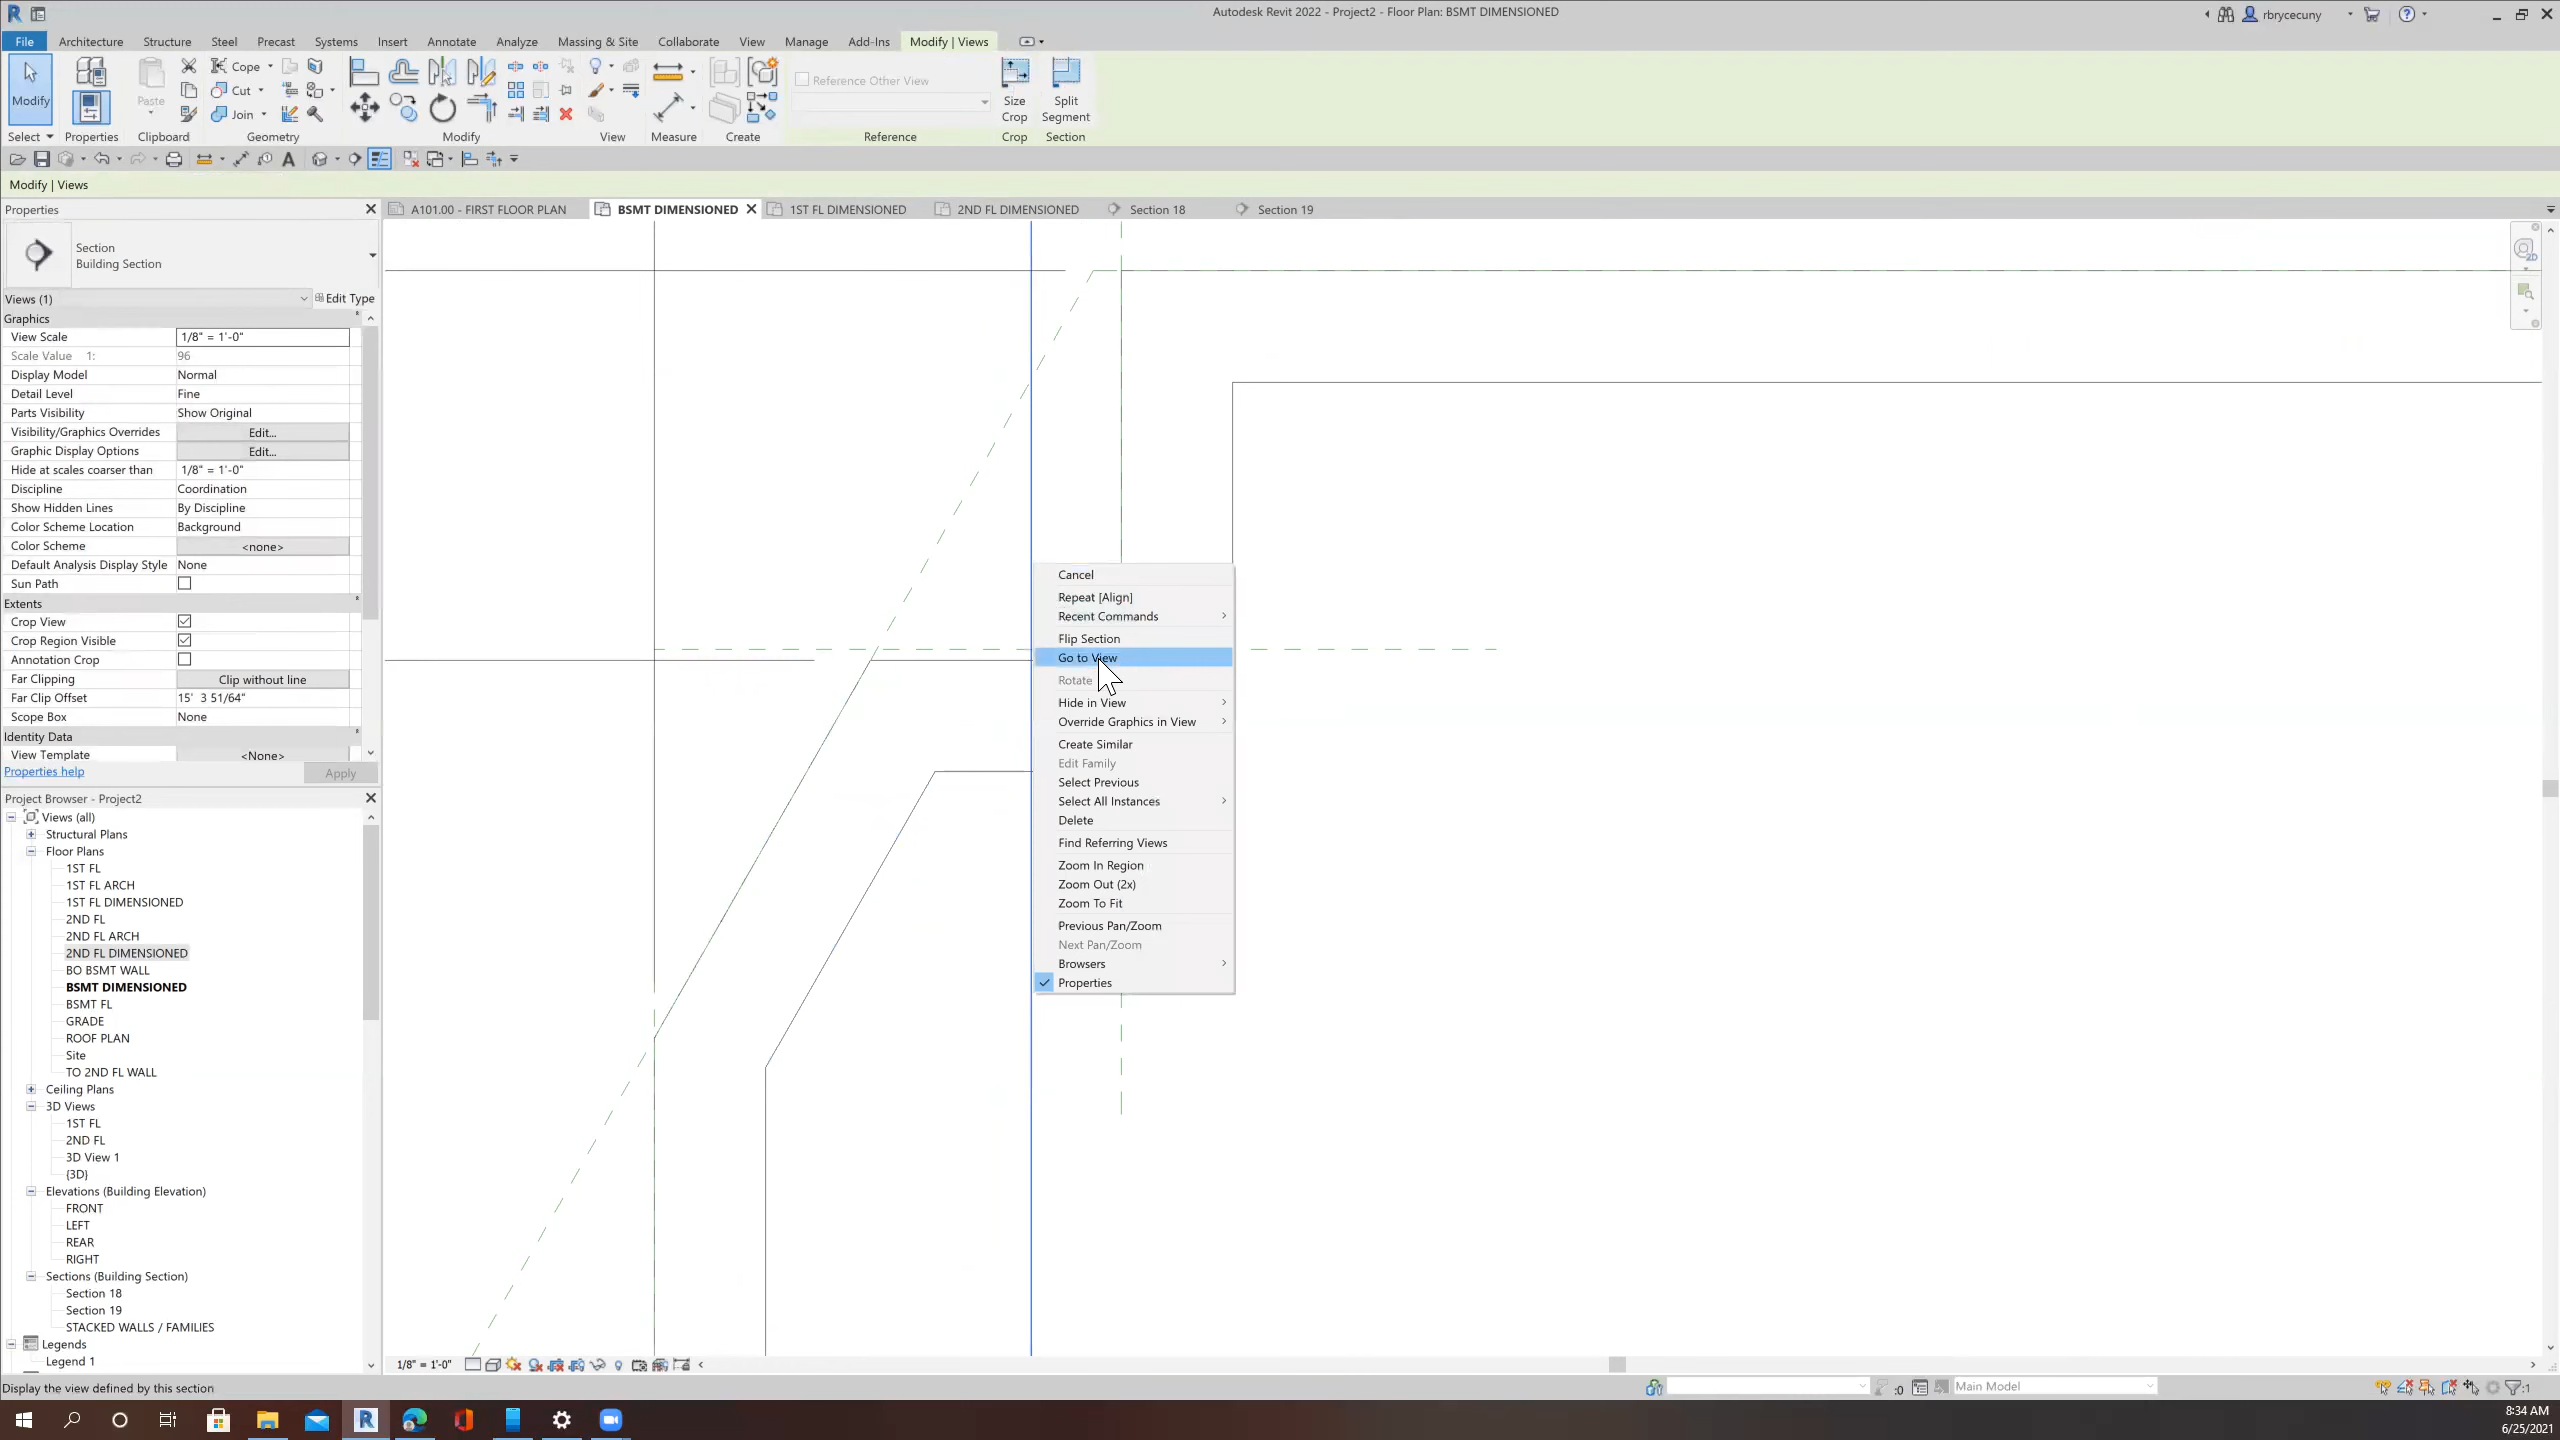 Autodesk Revit 2022 - Project2 - Floor Plan: BSMT DIMENSIONED
rbrycecuny
File Architecture Structure Steel Precast Systems Insert Annotate Analyze Massing & Site Collaborate View Manage Add-Ins Modify | Views
Modify
Paste
Cope
Cut
Join
Reference Other View
Size Crop
Split Segment
Select Properties Clipboard Geometry Modify View Measure Create Reference Crop Section
Modify | Views
Properties
A101.00 - FIRST FLOOR PLAN BSMT DIMENSIONED 1ST FL DIMENSIONED 2ND FL DIMENSIONED Section 18 Section 19
Section
Building Section
Views (1) Edit Type
Graphics
View Scale 1/8" = 1'-0"
Scale Value 1: 96
Display Model Normal
Detail Level Fine
Parts Visibility Show Original
Visibility/Graphics Overrides Edit...
Graphic Display Options Edit...
Hide at scales coarser than 1/8" = 1'-0"
Discipline Coordination
Show Hidden Lines By Discipline
Color Scheme Location Background
Color Scheme <none>
Default Analysis Display Style None
Sun Path
Extents
Crop View
Crop Region Visible
Annotation Crop
Far Clipping Clip without line
Far Clip Offset 15' 3 51/64"
Scope Box None
Identity Data
View Template <None>
Properties help Apply
Project Browser - Project2
Views (all)
Structural Plans
Floor Plans
1ST FL
1ST FL ARCH
1ST FL DIMENSIONED
2ND FL
2ND FL ARCH
2ND FL DIMENSIONED
BO BSMT WALL
BSMT DIMENSIONED
BSMT FL
GRADE
ROOF PLAN
Site
TO 2ND FL WALL
Ceiling Plans
3D Views
1ST FL
2ND FL
3D View 1
{3D}
Elevations (Building Elevation)
FRONT
LEFT
REAR
RIGHT
Sections (Building Section)
Section 18
Section 19
STACKED WALLS / FAMILIES
Legends
Legend 1
Cancel
Repeat [Align]
Recent Commands
Flip Section
Go to View
Rotate
Hide in View
Override Graphics in View
Create Similar
Edit Family
Select Previous
Select All Instances
Delete
Find Referring Views
Zoom In Region
Zoom Out (2x)
Zoom To Fit
Previous Pan/Zoom
Next Pan/Zoom
Browsers
Properties
2D
1/8" = 1'-0"
Display the view defined by this section
:0
Main Model
:1
8:34 AM
6/25/2021